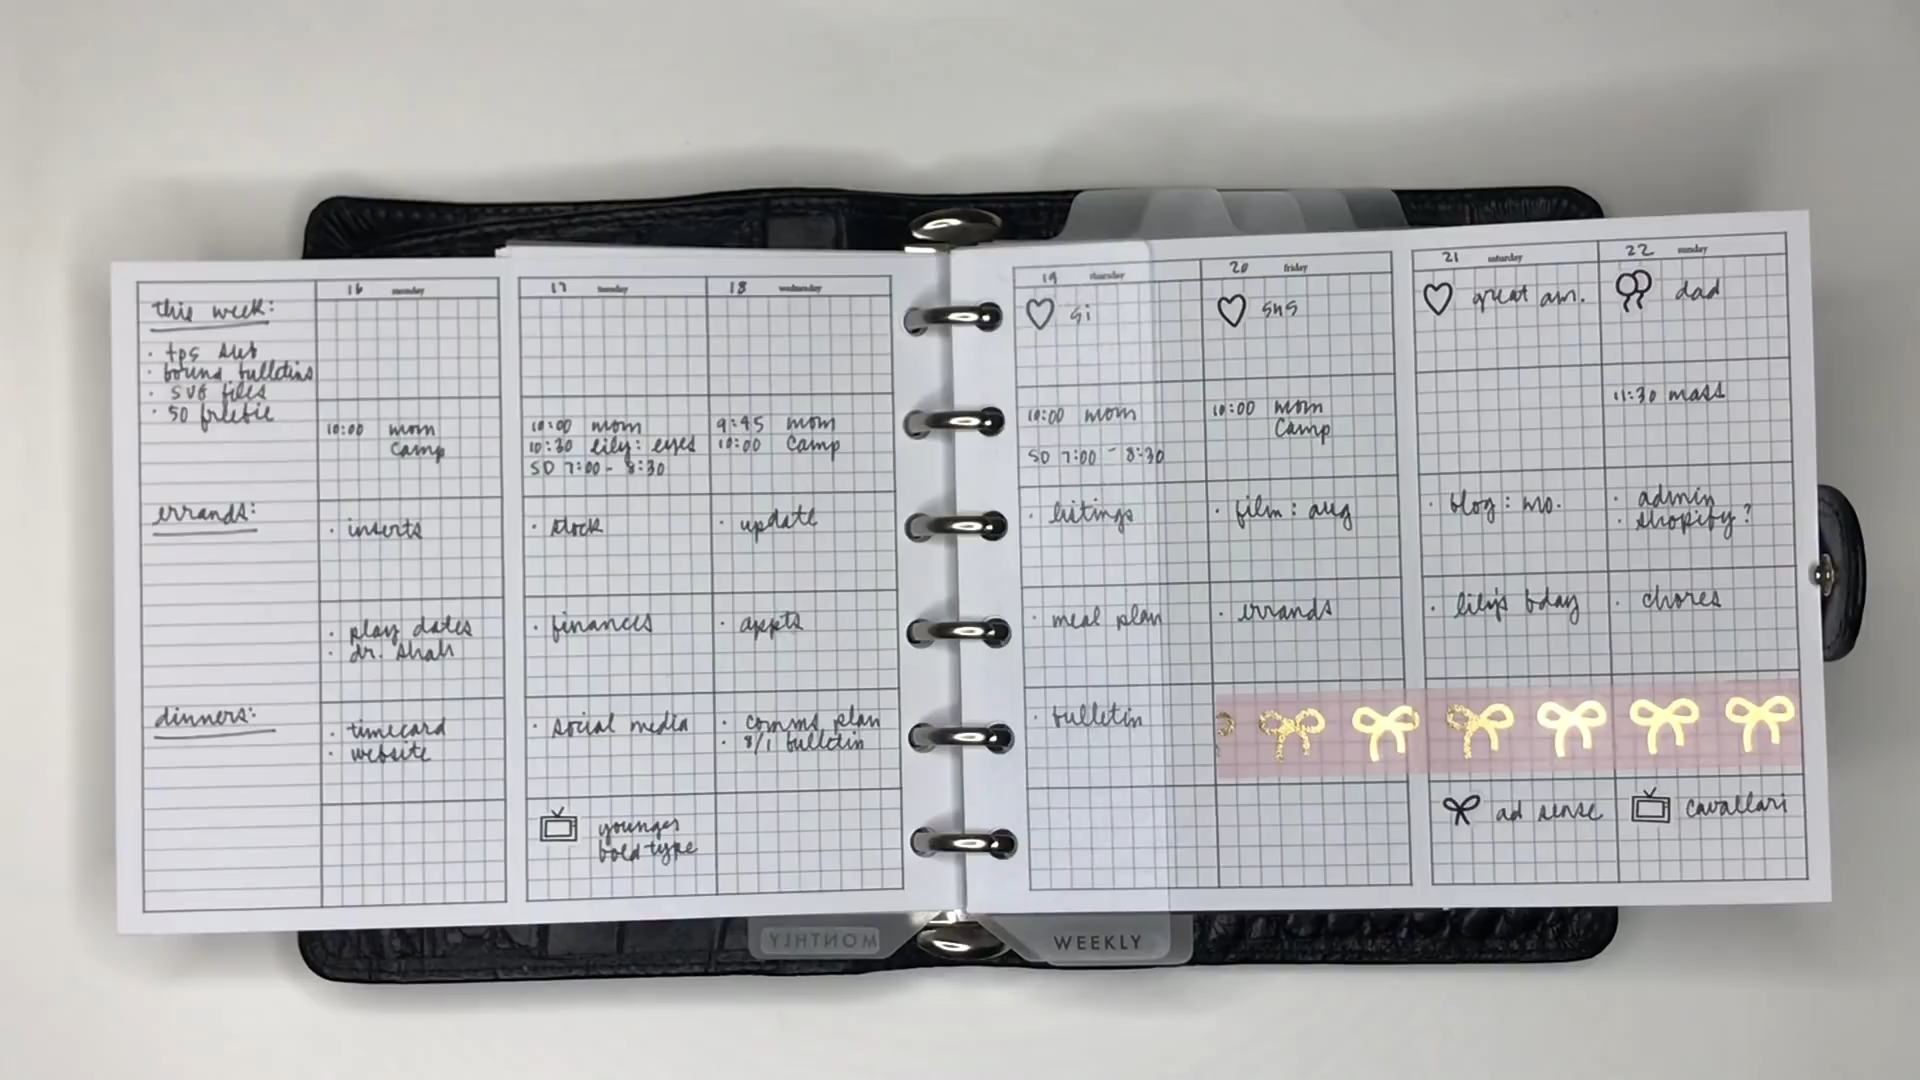 this week:
· tps sub
· bound bulletins
· SVG files
· 50 freebie
errands:
dinners:
16 monday
10:00 mom
camp
· inserts
· play dates
· dr. shah
· timecard
· website
17 tuesday
10:00 mom
10:30 lily: eyes
SD 7:00 - 8:30
· stock
· finances
· social media
younger
bold type
18 wednesday
9:45 mom
10:00 camp
· update
· appts
· comms plan
· 8/1 bulletin
19 thursday
si
10:00 mom
SD 7:00 - 8:30
· listings
· meal plan
· bulletin
20 friday
sns
10:00 mom
camp
· film: aug
· errands
21 saturday
great am.
· blog: mo.
· lily's bday
ad sense
22 sunday
dad
11:30 mass
· admin
· shopify?
· chores
cavallari
MONTHLY
WEEKLY